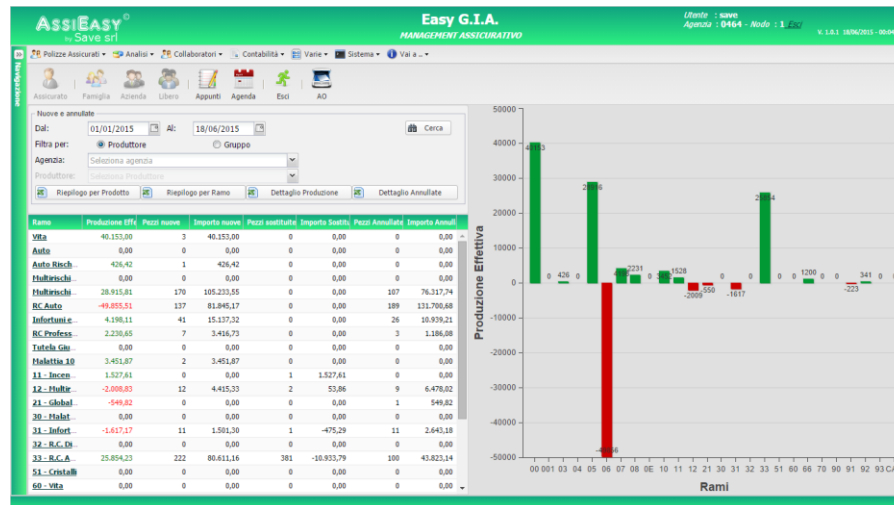 ASSIEASY©
by Save srl
Easy G.I.A.
MANAGEMENT ASSICURATIVO
Utente : save
Agenzia : 0464 - Nodo : 1 Esci
V. 1.0.1 18/06/2015 - 00:04
Navigazione
Polizze Assicurati Analisi Collaboratori Contabilità Varie Sistema Vai a ..
Assicurato Famiglia Azienda Libero Appunti Agenda Esci AO
Nuove e annullate
Dal: 01/01/2015 Al: 18/06/2015 Cerca
Filtra per: Produttore Gruppo
Agenzia: Seleziona agenzia
Produttore: Seleziona Produttore
Riepilogo per Prodotto Riepilogo per Ramo Dettaglio Produzione Dettaglio Annullate
Ramo Produzione Effe Pezzi nuove Importo nuove Pezzi sostituite Importo Sostitu Pezzi Annullate Importo Annull
Vita 40.153,00 3 40.153,00 0 0,00 0 0,00
Auto 0,00 0 0,00 0 0,00 0 0,00
Auto Risch... 426,42 1 426,42 0 0,00 0 0,00
Multirischi... 0,00 0 0,00 0 0,00 0 0,00
Multirischi... 28.915,81 170 105.233,55 0 0,00 107 76.317,74
RC Auto -49.855,51 137 81.845,17 0 0,00 189 131.700,68
Infortuni e... 4.198,11 41 15.137,32 0 0,00 26 10.939,21
RC Profess... 2.230,65 7 3.416,73 0 0,00 3 1.186,08
Tutela Giu... 0,00 0 0,00 0 0,00 0 0,00
Malattia 10 3.451,87 2 3.451,87 0 0,00 0 0,00
11 - Incen... 1.527,61 0 0,00 1 1.527,61 0 0,00
12 - Multir... -2.008,83 12 4.415,33 2 53,86 9 6.478,02
21 - Global... -549,82 0 0,00 0 0,00 1 549,82
30 - Malat... 0,00 0 0,00 0 0,00 0 0,00
31 - Infort... -1.617,17 11 1.501,30 1 -475,29 11 2.643,18
32 - R.C. Di... 0,00 0 0,00 0 0,00 0 0,00
33 - R.C. A... 25.854,23 222 80.611,16 381 -10.933,79 100 43.823,14
51 - Cristalli 0,00 0 0,00 0 0,00 0 0,00
60 - Vita 0,00 0 0,00 0 0,00 0 0,00
Produzione Effettiva
50000
40000
30000
20000
10000
0
-10000
-20000
-30000
-40000
-50000
40153 0 426 0 28916 2231 0 3452 1528 -2009 -550 0 -1617 0 25854 0 0 1200 0 0 -223 341 0
00 001 03 04 05 06 07 08 0E 10 11 12 21 30 31 32 33 51 60 66 70 90 91 92 93 CA
Rami